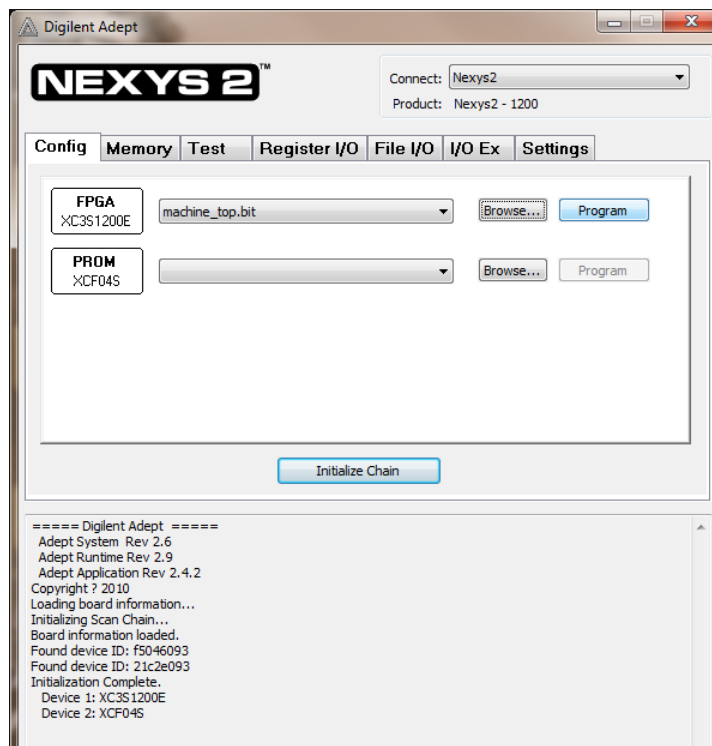 Digilent Adept
NEXYS 2™
Connect: Nexys2
Product: Nexys2 - 1200
Config Memory Test Register I/O File I/O I/O Ex Settings
FPGA
XC3S1200E
machine_top.bit Browse... Program
PROM
XCF04S
Browse... Program
Initialize Chain
===== Digilent Adept =====
Adept System Rev 2.6
Adept Runtime Rev 2.9
Adept Application Rev 2.4.2
Copyright ? 2010
Loading board information...
Initializing Scan Chain...
Board information loaded.
Found device ID: f5046093
Found device ID: 21c2e093
Initialization Complete.
Device 1: XC3S1200E
Device 2: XCF04S